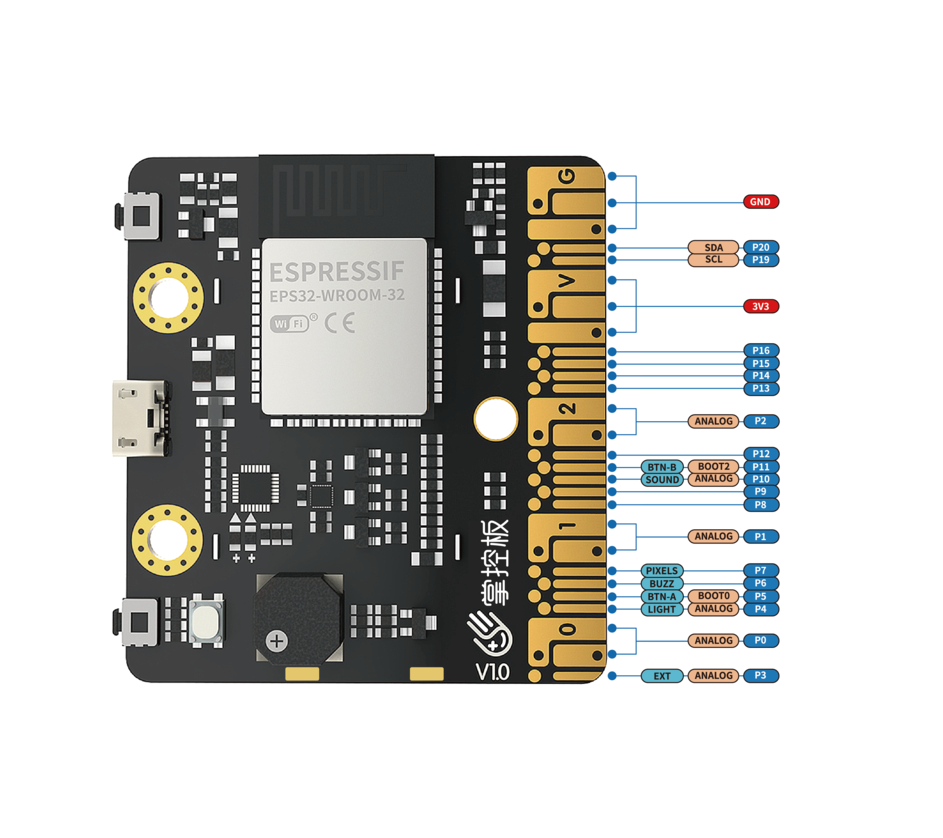 G
GND
SDA P20
SCL P19
ESPRESSIF
EPS32-WROOM-32
WiFi® CE
V
3V3
P16
P15
P14
P13
2
ANALOG P2
P12
BTN-B BOOT2 P11
SOUND ANALOG P10
P9
P8
1
ANALOG P1
掌控板
PIXELS P7
BUZZ P6
BTN-A BOOT0 P5
LIGHT ANALOG P4
0
ANALOG P0
V1.0
EXT ANALOG P3